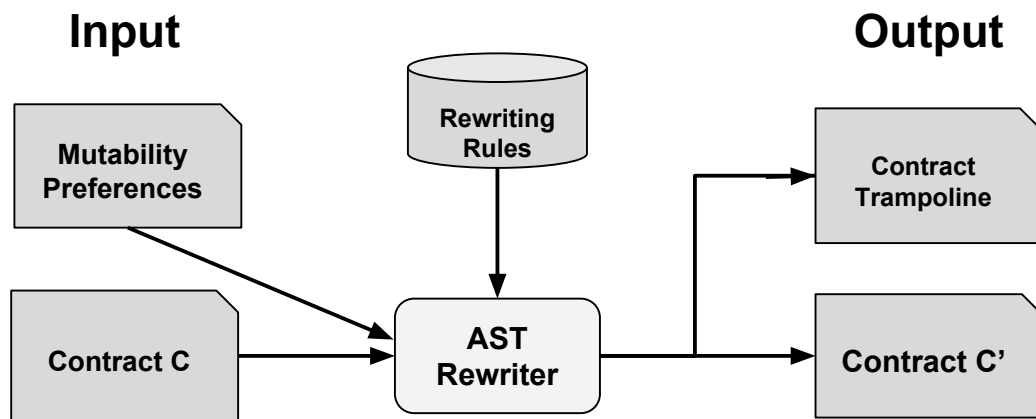 Input
Output
Mutability
Preferences
Rewriting
Rules
Contract
Trampoline
Contract C
AST
Rewriter
Contract C’